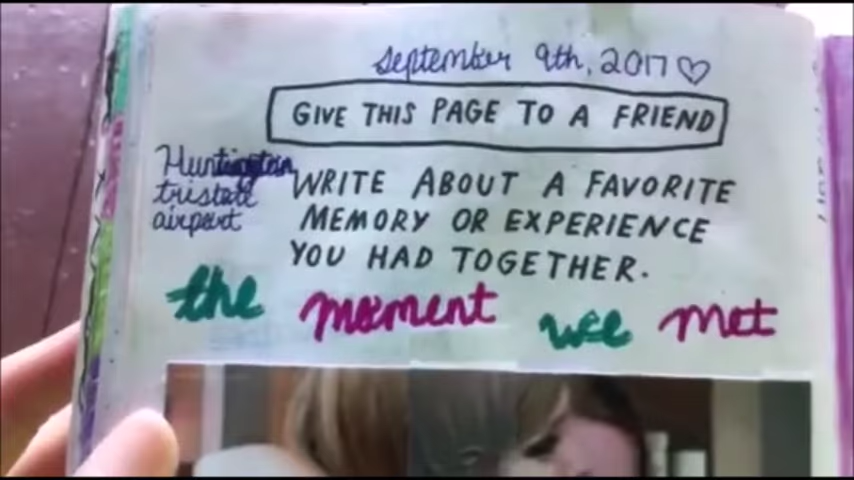 september 9th, 2017
GIVE THIS PAGE TO A FRIEND
Huntington
tristate
airport
WRITE ABOUT A FAVORITE
MEMORY OR EXPERIENCE
YOU HAD TOGETHER.
the moment we met